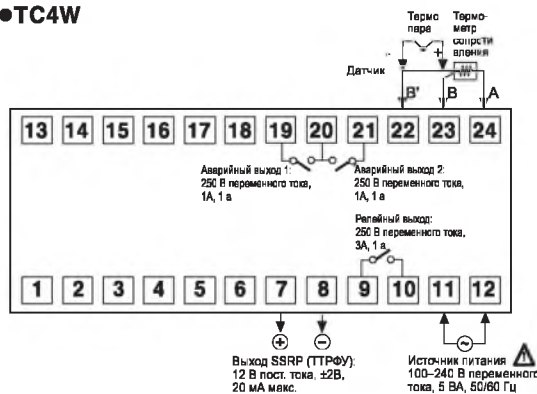 ●TC4W
Термо пара
Термо-
метр
сопроти
вления
Датчик
- +
B' B A
13 14 15 16 17 18 19 20 21 22 23 24
Аварийный выход 1:
250 В переменного тока,
1А, 1 а
Аварийный выход 2:
250 В переменного тока,
1А, 1 а
Релейный выход:
250 В переменного тока,
3А, 1 а
1 2 3 4 5 6 7 8 9 10 11 12
+ − ~
Выход SSRP (ТТРФУ):
12 В пост. тока, ±2В,
20 мА макс.
Источник питания
100–240 В переменного
тока, 5 ВА, 50/60 Гц